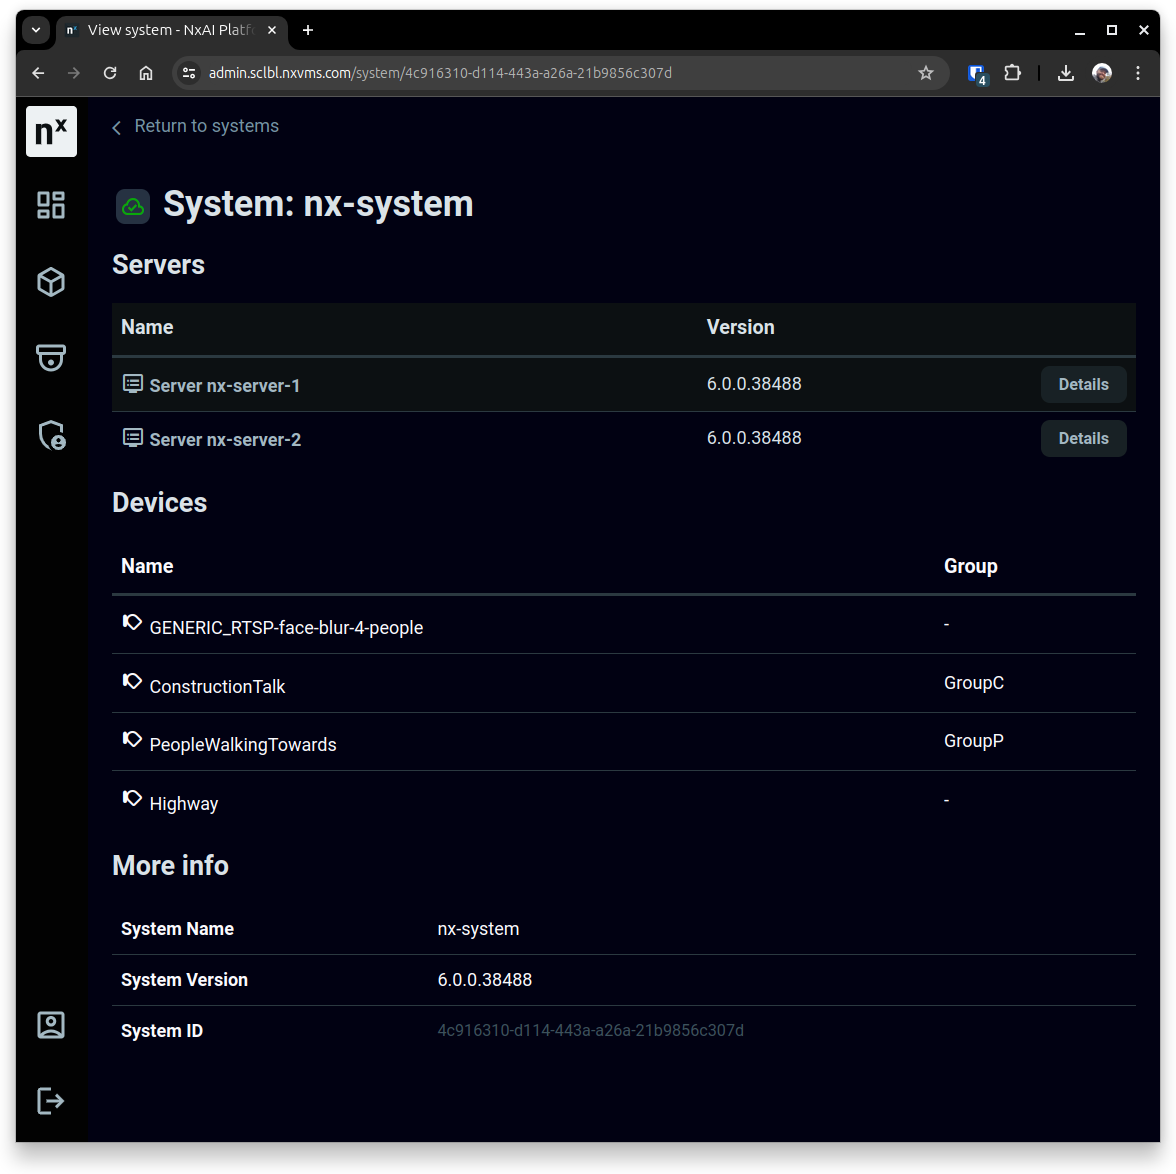 nx View system - NxAI Platf
admin.sclbl.nxvms.com/system/4c916310-d114-443a-a26a-21b9856c307d
4
nx
Return to systems
System: nx-system
Servers
Name Version
Server nx-server-1 6.0.0.38488 Details
Server nx-server-2 6.0.0.38488 Details
Devices
Name Group
GENERIC_RTSP-face-blur-4-people -
ConstructionTalk GroupC
PeopleWalkingTowards GroupP
Highway -
More info
System Name nx-system
System Version 6.0.0.38488
System ID 4c916310-d114-443a-a26a-21b9856c307d